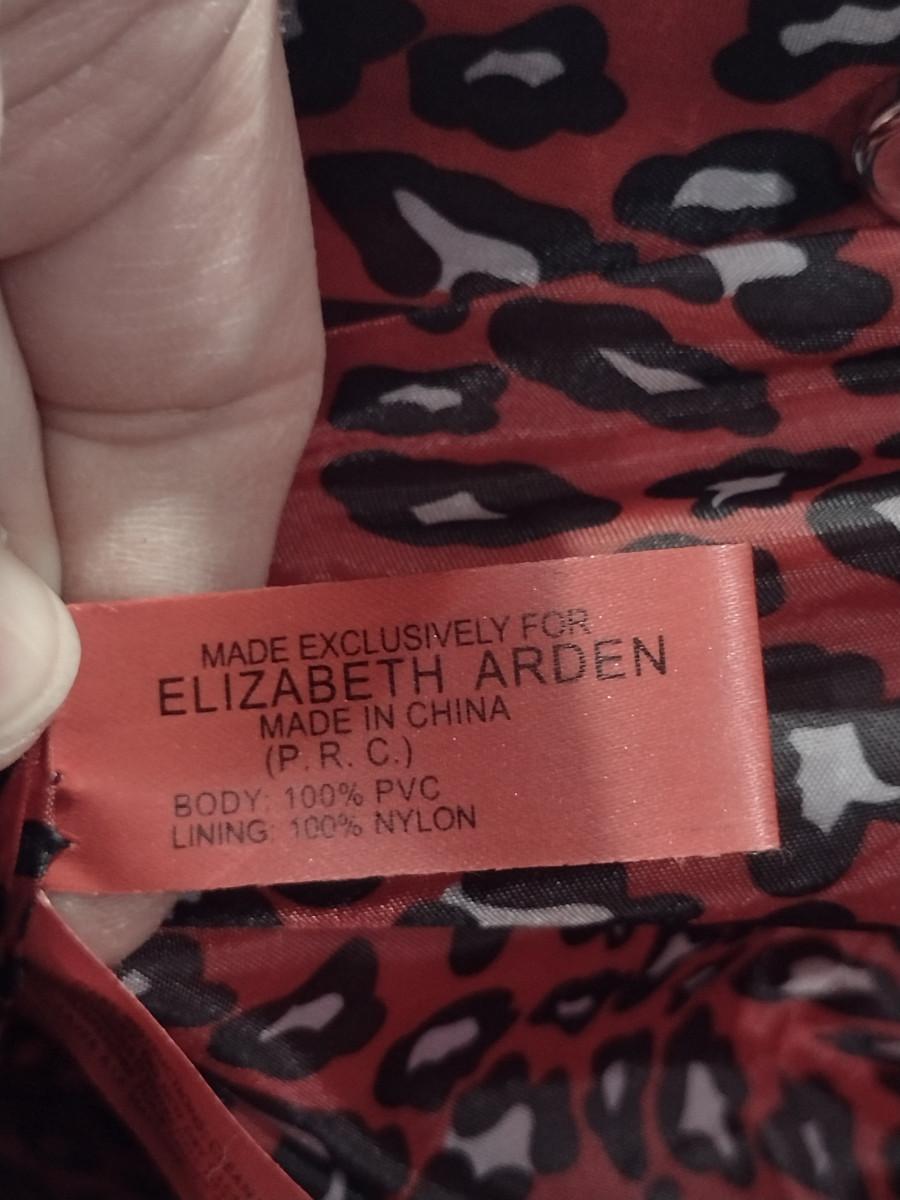 MADE EXCLUSIVELY FOR
ELIZABETH ARDEN
MADE IN CHINA
(P. R. C.)
BODY: 100% PVC
LINING: 100% NYLON